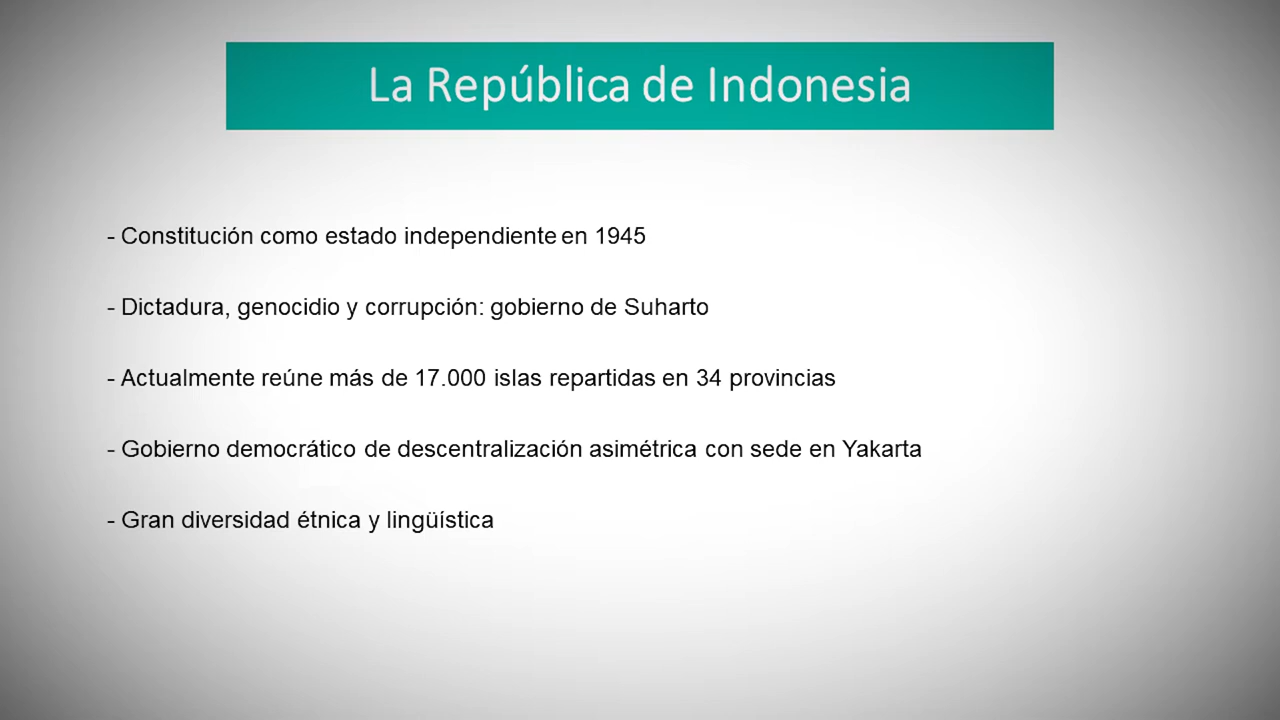 La República de Indonesia
- Constitución como estado independiente en 1945
- Dictadura, genocidio y corrupción: gobierno de Suharto
- Actualmente reúne más de 17.000 islas repartidas en 34 provincias
- Gobierno democrático de descentralización asimétrica con sede en Yakarta
- Gran diversidad étnica y lingüística